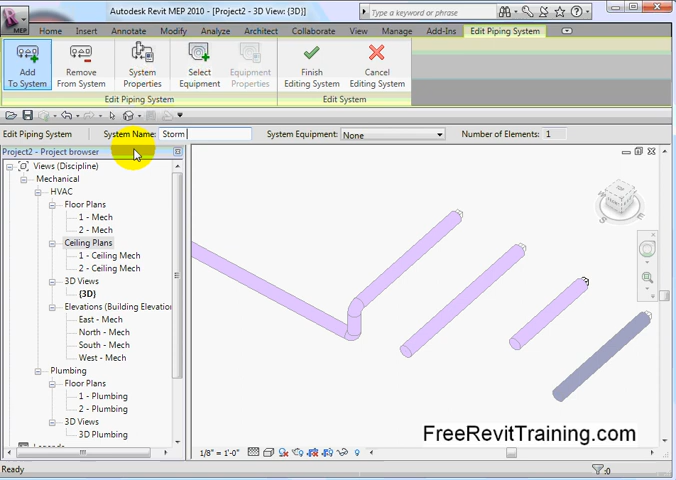 Autodesk Revit MEP 2010 - [Project2 - 3D View: {3D}]
Type a keyword or phrase
MEP
Home Insert Annotate Modify Analyze Architect Collaborate View Manage Add-Ins Edit Piping System
Add To System
Remove From System
System Properties
Select Equipment
Equipment Properties
Finish Editing System
Cancel Editing System
Edit Piping System
Edit System
Edit Piping System System Name: Storm System Equipment: None Number of Elements: 1
Project2 - Project browser
Views (Discipline)
Mechanical
HVAC
Floor Plans
1 - Mech
2 - Mech
Ceiling Plans
1 - Ceiling Mech
2 - Ceiling Mech
3D Views
{3D}
Elevations (Building Elevation
East - Mech
North - Mech
South - Mech
West - Mech
Plumbing
Floor Plans
1 - Plumbing
2 - Plumbing
3D Views
3D Plumbing
Legends
FreeRevitTraining.com
1/8" = 1'-0"
Ready
:0